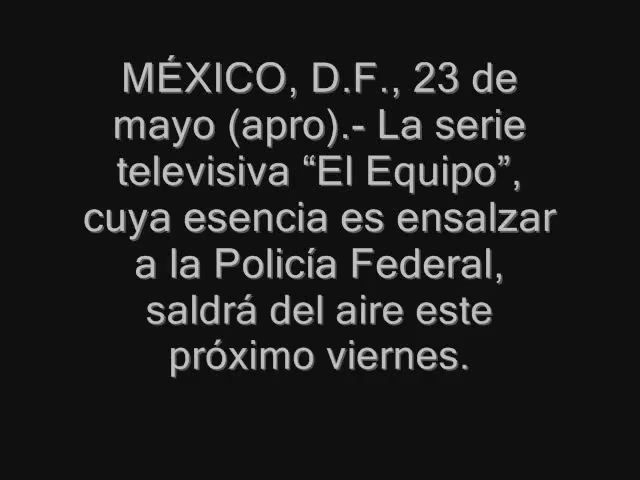 MÉXICO, D.F., 23 de
mayo (apro).- La serie
televisiva “El Equipo”,
cuya esencia es ensalzar
a la Policía Federal,
saldrá del aire este
próximo viernes.